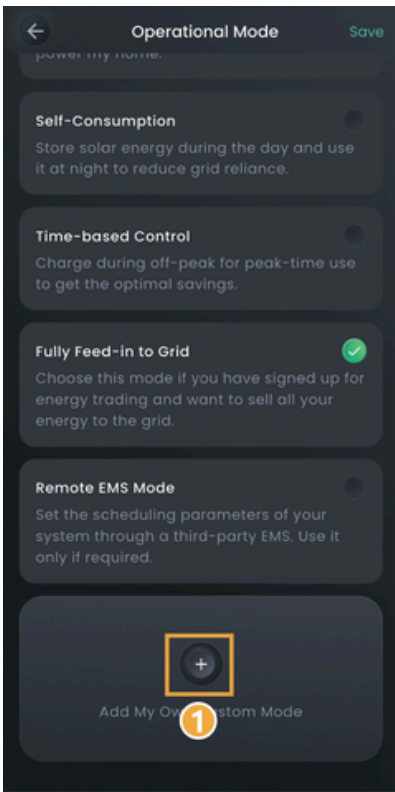 Operational Mode
Save
power my home.
Self-Consumption
Store solar energy during the day and use
it at night to reduce grid reliance.
Time-based Control
Charge during off-peak for peak-time use
to get the optimal savings.
Fully Feed-in to Grid
Choose this mode if you have signed up for
energy trading and want to sell all your
energy to the grid.
Remote EMS Mode
Set the scheduling parameters of your
system through a third-party EMS. Use it
only if required.
1
Add My Ow stom Mode